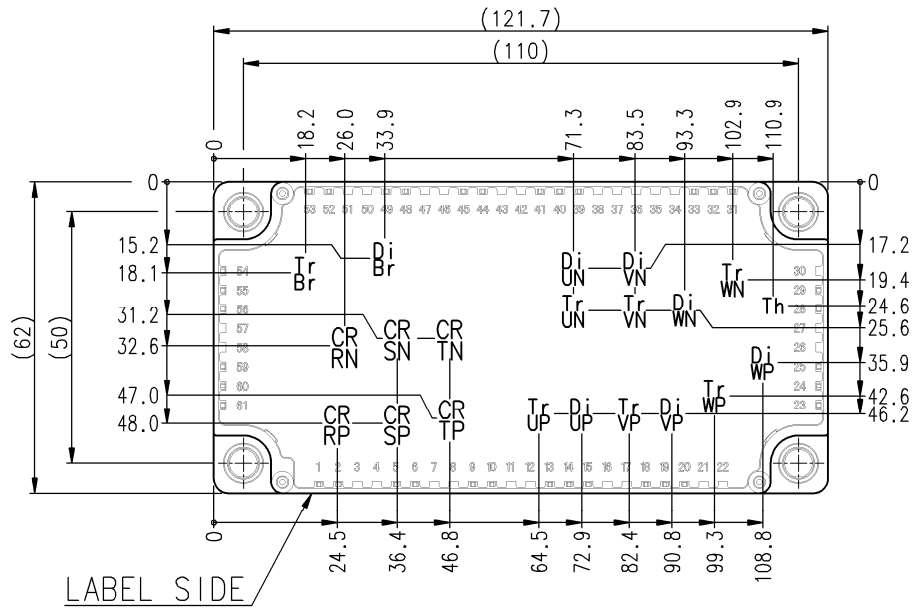 (121.7)
(110)
0 18.2 26.0 33.9 71.3 83.5 93.3 102.9 110.9
0 0
53 52 51 50 49 48 47 46 45 44 43 42 41 40 39 38 37 36 35 34 33 32 31
15.2 17.2
18.1 19.4
31.2 24.6
32.6 25.6
47.0 35.9
48.0 42.6
46.2
(62) (50)
54 55 56 57 58 59 60 61
30 29 28 27 26 25 24 23
Tr Br
Di Br
Di UN
Di VN
Tr WN
Tr UN
Tr VN
Di WN
Th
CR RN
CR SN
CR TN
Di WP
CR RP
CR SP
CR TP
Tr UP
Di UP
Tr VP
Di VP
Tr WP
1 2 3 4 5 6 7 8 9 10 11 12 13 14 15 16 17 18 19 20 21 22
0 24.5 36.4 46.8 64.5 72.9 82.4 90.8 99.3 108.8
LABEL SIDE